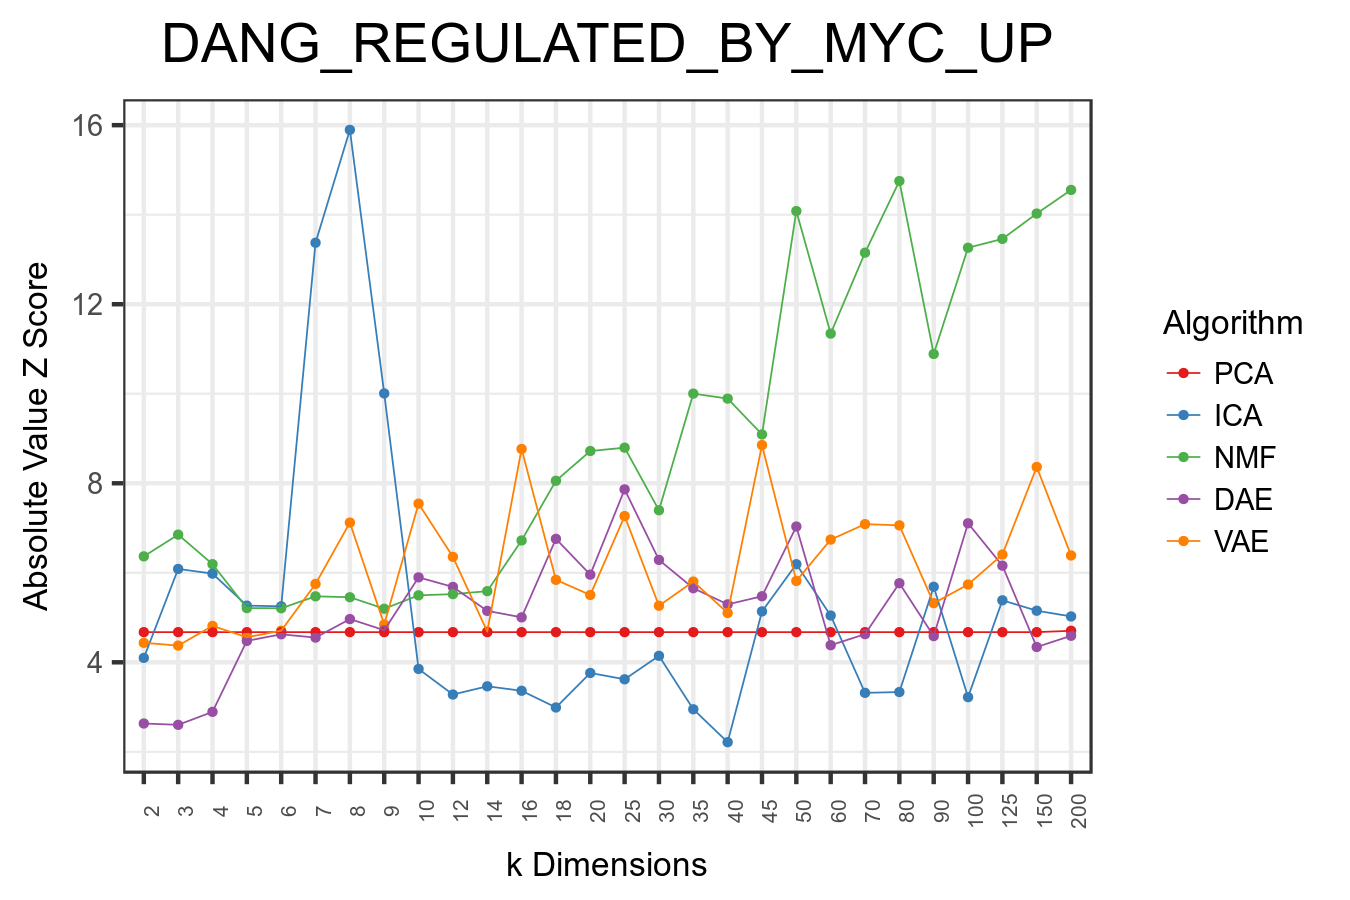 DANG_REGULATED_BY_MYC_UP
Absolute Value Z Score
16
12
8
4
2 3 4 5 6 7 8 9 10 12 14 16 18 20 25 30 35 40 45 50 60 70 80 90 100 125 150 200
k Dimensions
Algorithm
PCA
ICA
NMF
DAE
VAE